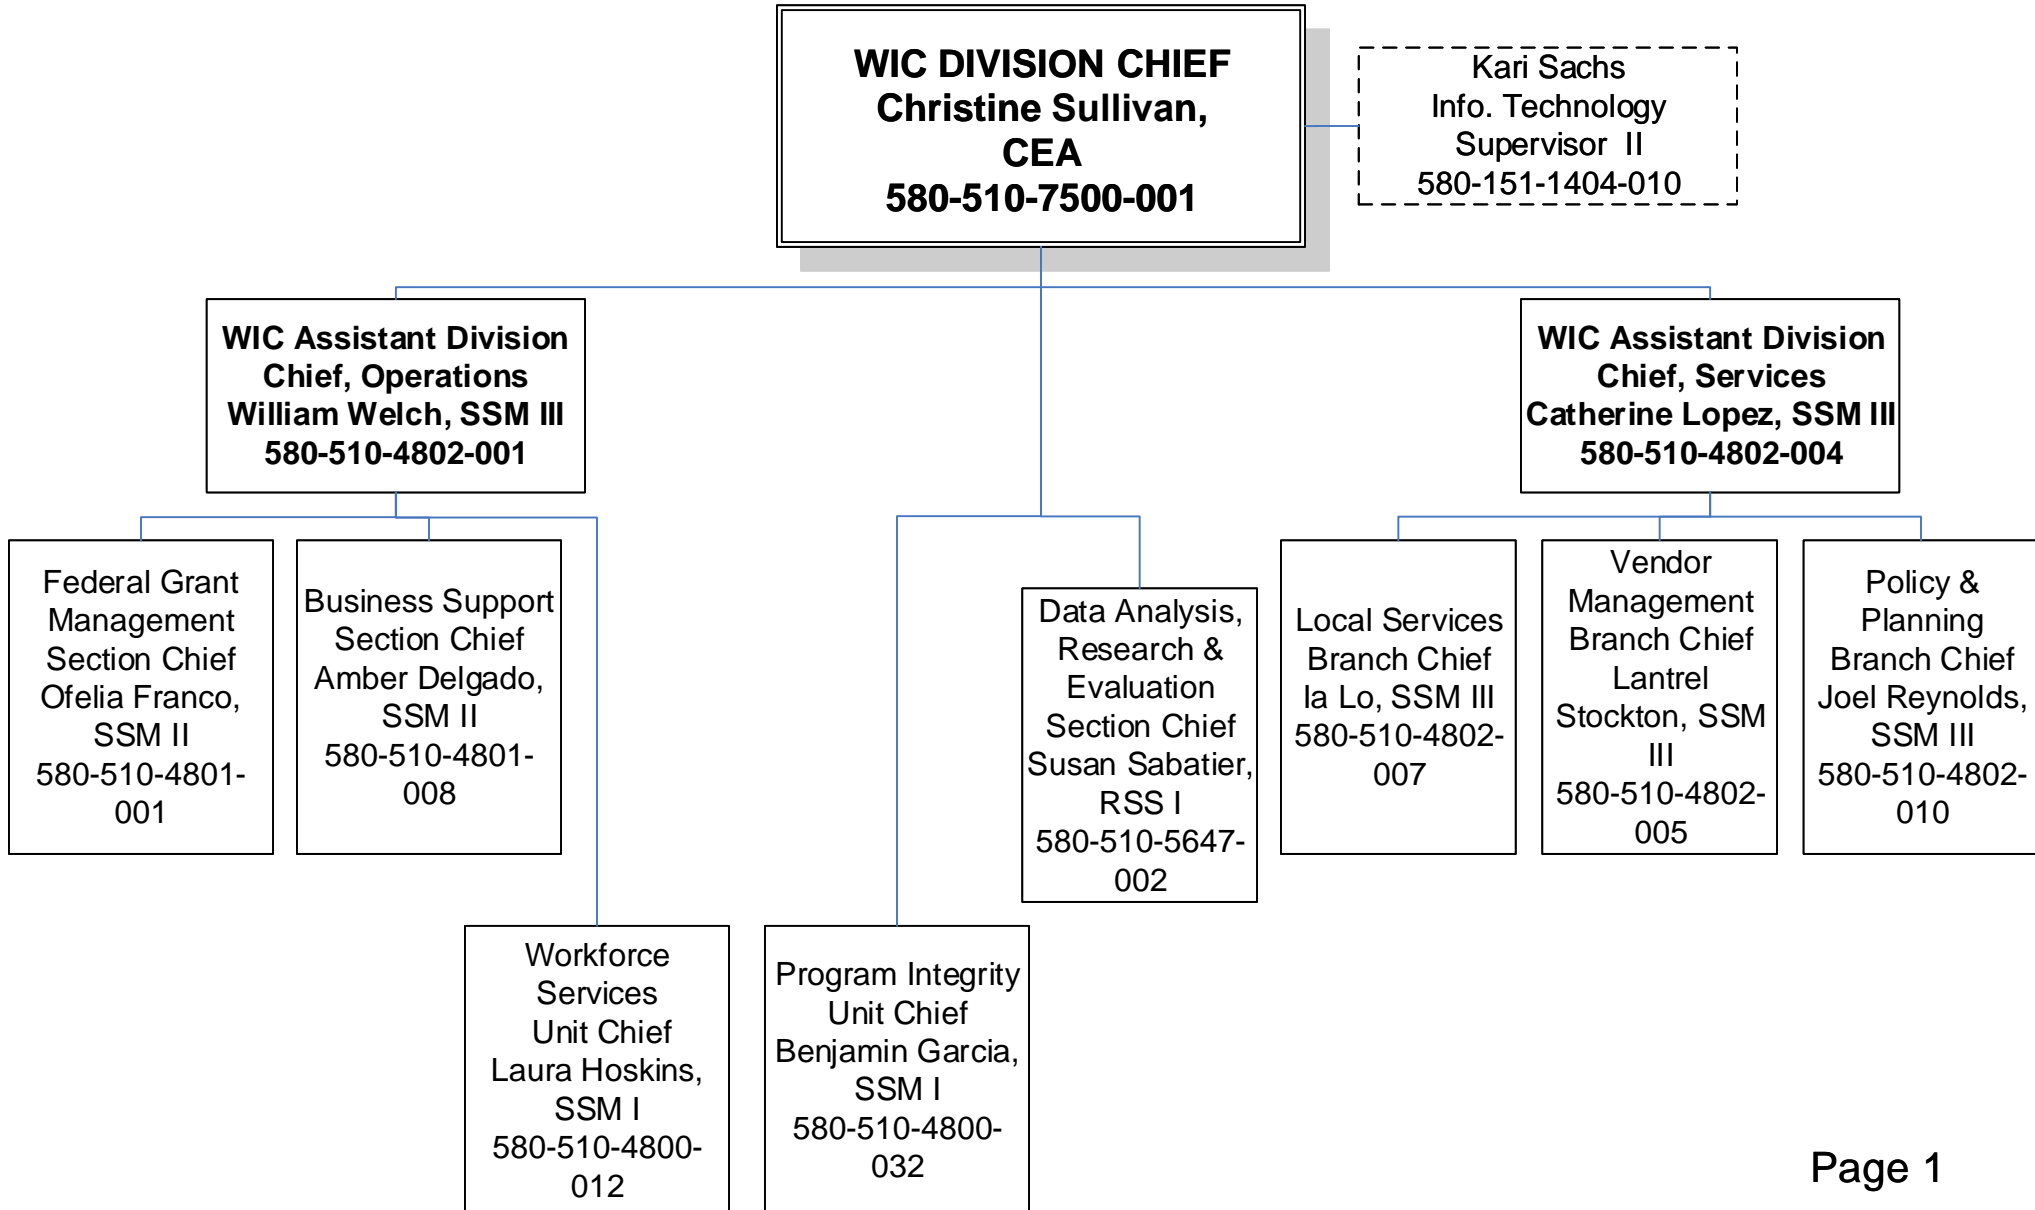 WIC DIVISION CHIEF
Christine Sullivan,
CEA
580-510-7500-001
Kari Sachs
Info. Technology
Supervisor II
580-151-1404-010
WIC Assistant Division
Chief, Operations
William Welch, SSM III
580-510-4802-001
WIC Assistant Division
Chief, Services
Catherine Lopez, SSM III
580-510-4802-004
Federal Grant
Management
Section Chief
Ofelia Franco,
SSM II
580-510-4801-
001
Business Support
Section Chief
Amber Delgado,
SSM II
580-510-4801-
008
Data Analysis,
Research &
Evaluation
Section Chief
Susan Sabatier,
RSS I
580-510-5647-
002
Local Services
Branch Chief
Ia Lo, SSM III
580-510-4802-
007
Vendor
Management
Branch Chief
Lantrel
Stockton, SSM
III
580-510-4802-
005
Policy &
Planning
Branch Chief
Joel Reynolds,
SSM III
580-510-4802-
010
Workforce
Services
Unit Chief
Laura Hoskins,
SSM I
580-510-4800-
012
Program Integrity
Unit Chief
Benjamin Garcia,
SSM I
580-510-4800-
032
Page 1